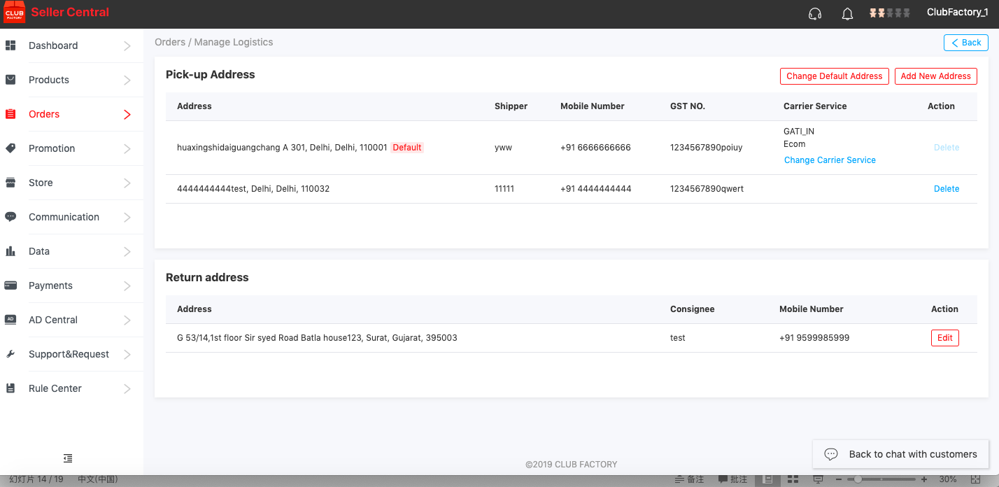 CLUB
FACTORY
Seller Central
ClubFactory_1
Dashboard
Products
Orders
Promotion
Store
Communication
Data
Payments
AD
AD Central
Support&Request
Rule Center
Orders / Manage Logistics
Back
Pick-up Address
Change Default Address
Add New Address
Address Shipper Mobile Number GST NO. Carrier Service Action
huaxingshidaiguangchang A 301, Delhi, Delhi, 110001 Default yww +91 6666666666 1234567890poiuy
GATI_IN
Ecom
Change Carrier Service
Delete
4444444444test, Delhi, Delhi, 110032 11111 +91 4444444444 1234567890qwert Delete
Return address
Address Consignee Mobile Number Action
G 53/14,1st floor Sir syed Road Batla house123, Surat, Gujarat, 395003 test +91 9599985999 Edit
Back to chat with customers
©2019 CLUB FACTORY
幻灯片 14 / 19 中文(中国) 备注 批注 30%